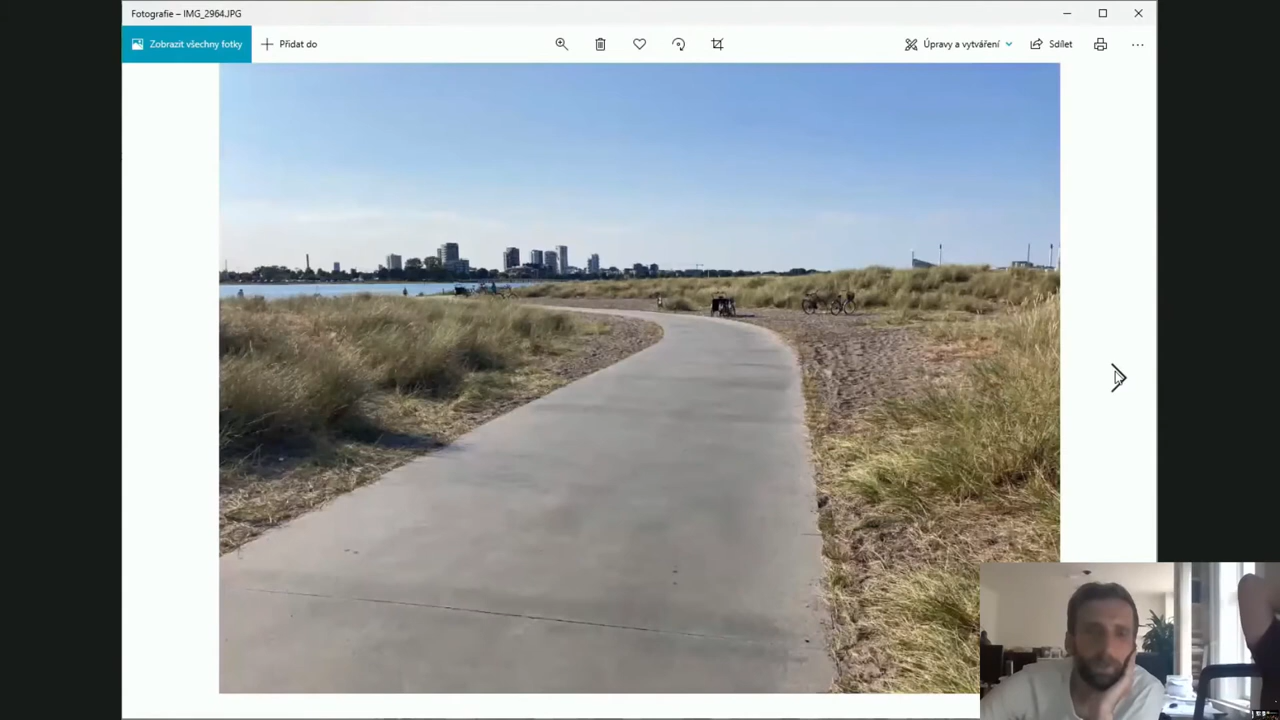 Fotografie – IMG_2964.JPG
Zobrazit všechny fotky
Přidat do
Úpravy a vytváření
Sdílet